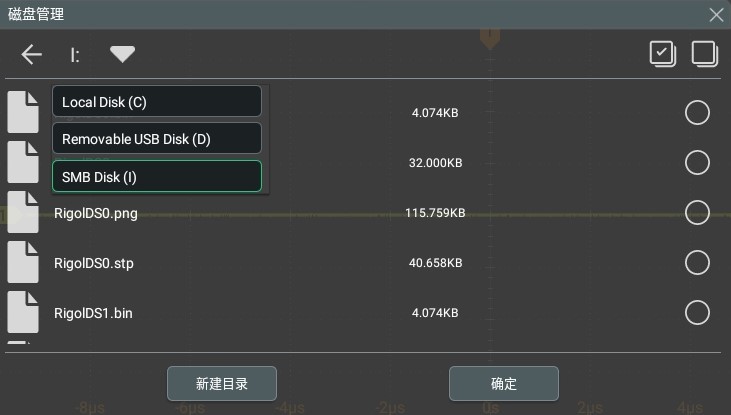 磁盘管理
I:
Local Disk (C)
4.074KB
Removable USB Disk (D)
32.000KB
SMB Disk (I)
RigolDS0.png
115.759KB
RigolDS0.stp
40.658KB
RigolDS1.bin
4.074KB
新建目录
确定
-8μs
-6μs
-4μs
-2μs
0s
2μs
4μs